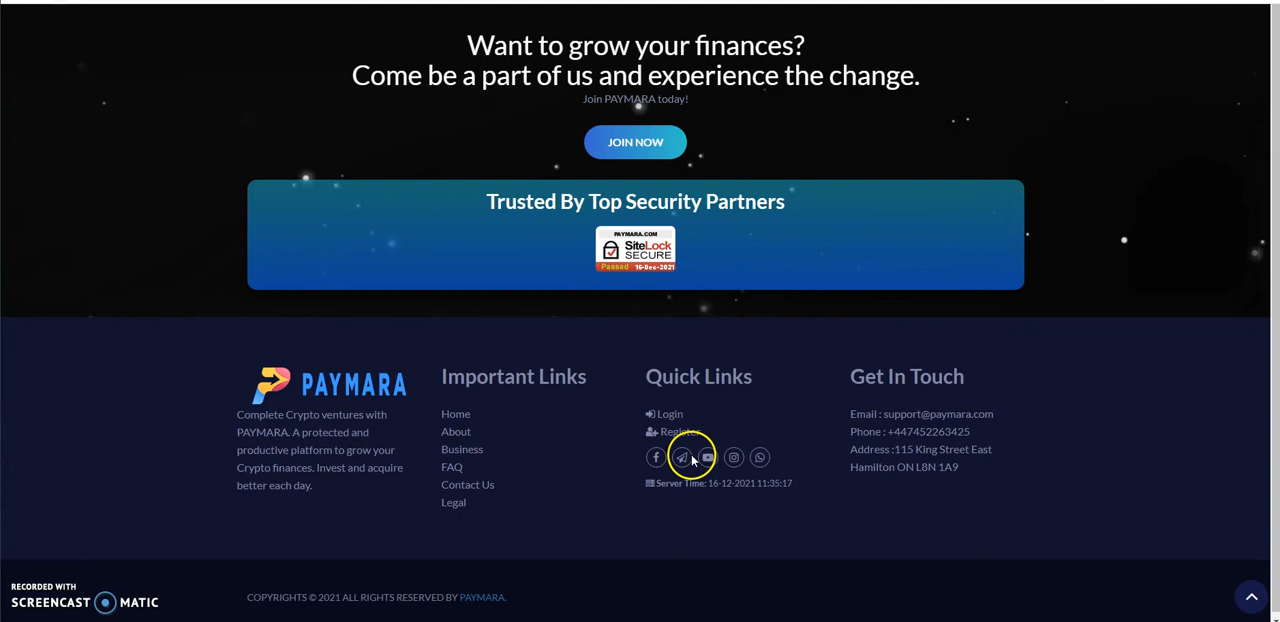 Want to grow your finances?
Come be a part of us and experience the change.
Join PAYMARA today!
JOIN NOW
Trusted By Top Security Partners
PAYMARA.COM
SiteLock
SECURE
Passed 16-Dec-2021
PAYMARA
Complete Crypto ventures with
PAYMARA. A protected and
productive platform to grow your
Crypto finances. Invest and acquire
better each day.
Important Links
Home
About
Business
FAQ
Contact Us
Legal
Quick Links
Login
Register
Server Time: 16-12-2021 11:35:17
Get In Touch
Email : support@paymara.com
Phone : +447452263425
Address :115 King Street East
Hamilton ON L8N 1A9
RECORDED WITH
SCREENCAST MATIC
COPYRIGHTS © 2021 ALL RIGHTS RESERVED BY PAYMARA.